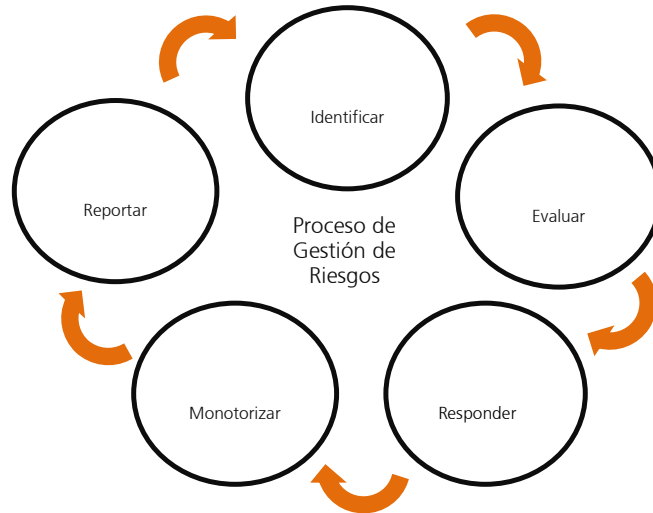 Identificar
Evaluar
Responder
Monotorizar
Reportar
Proceso de
Gestión de
Riesgos